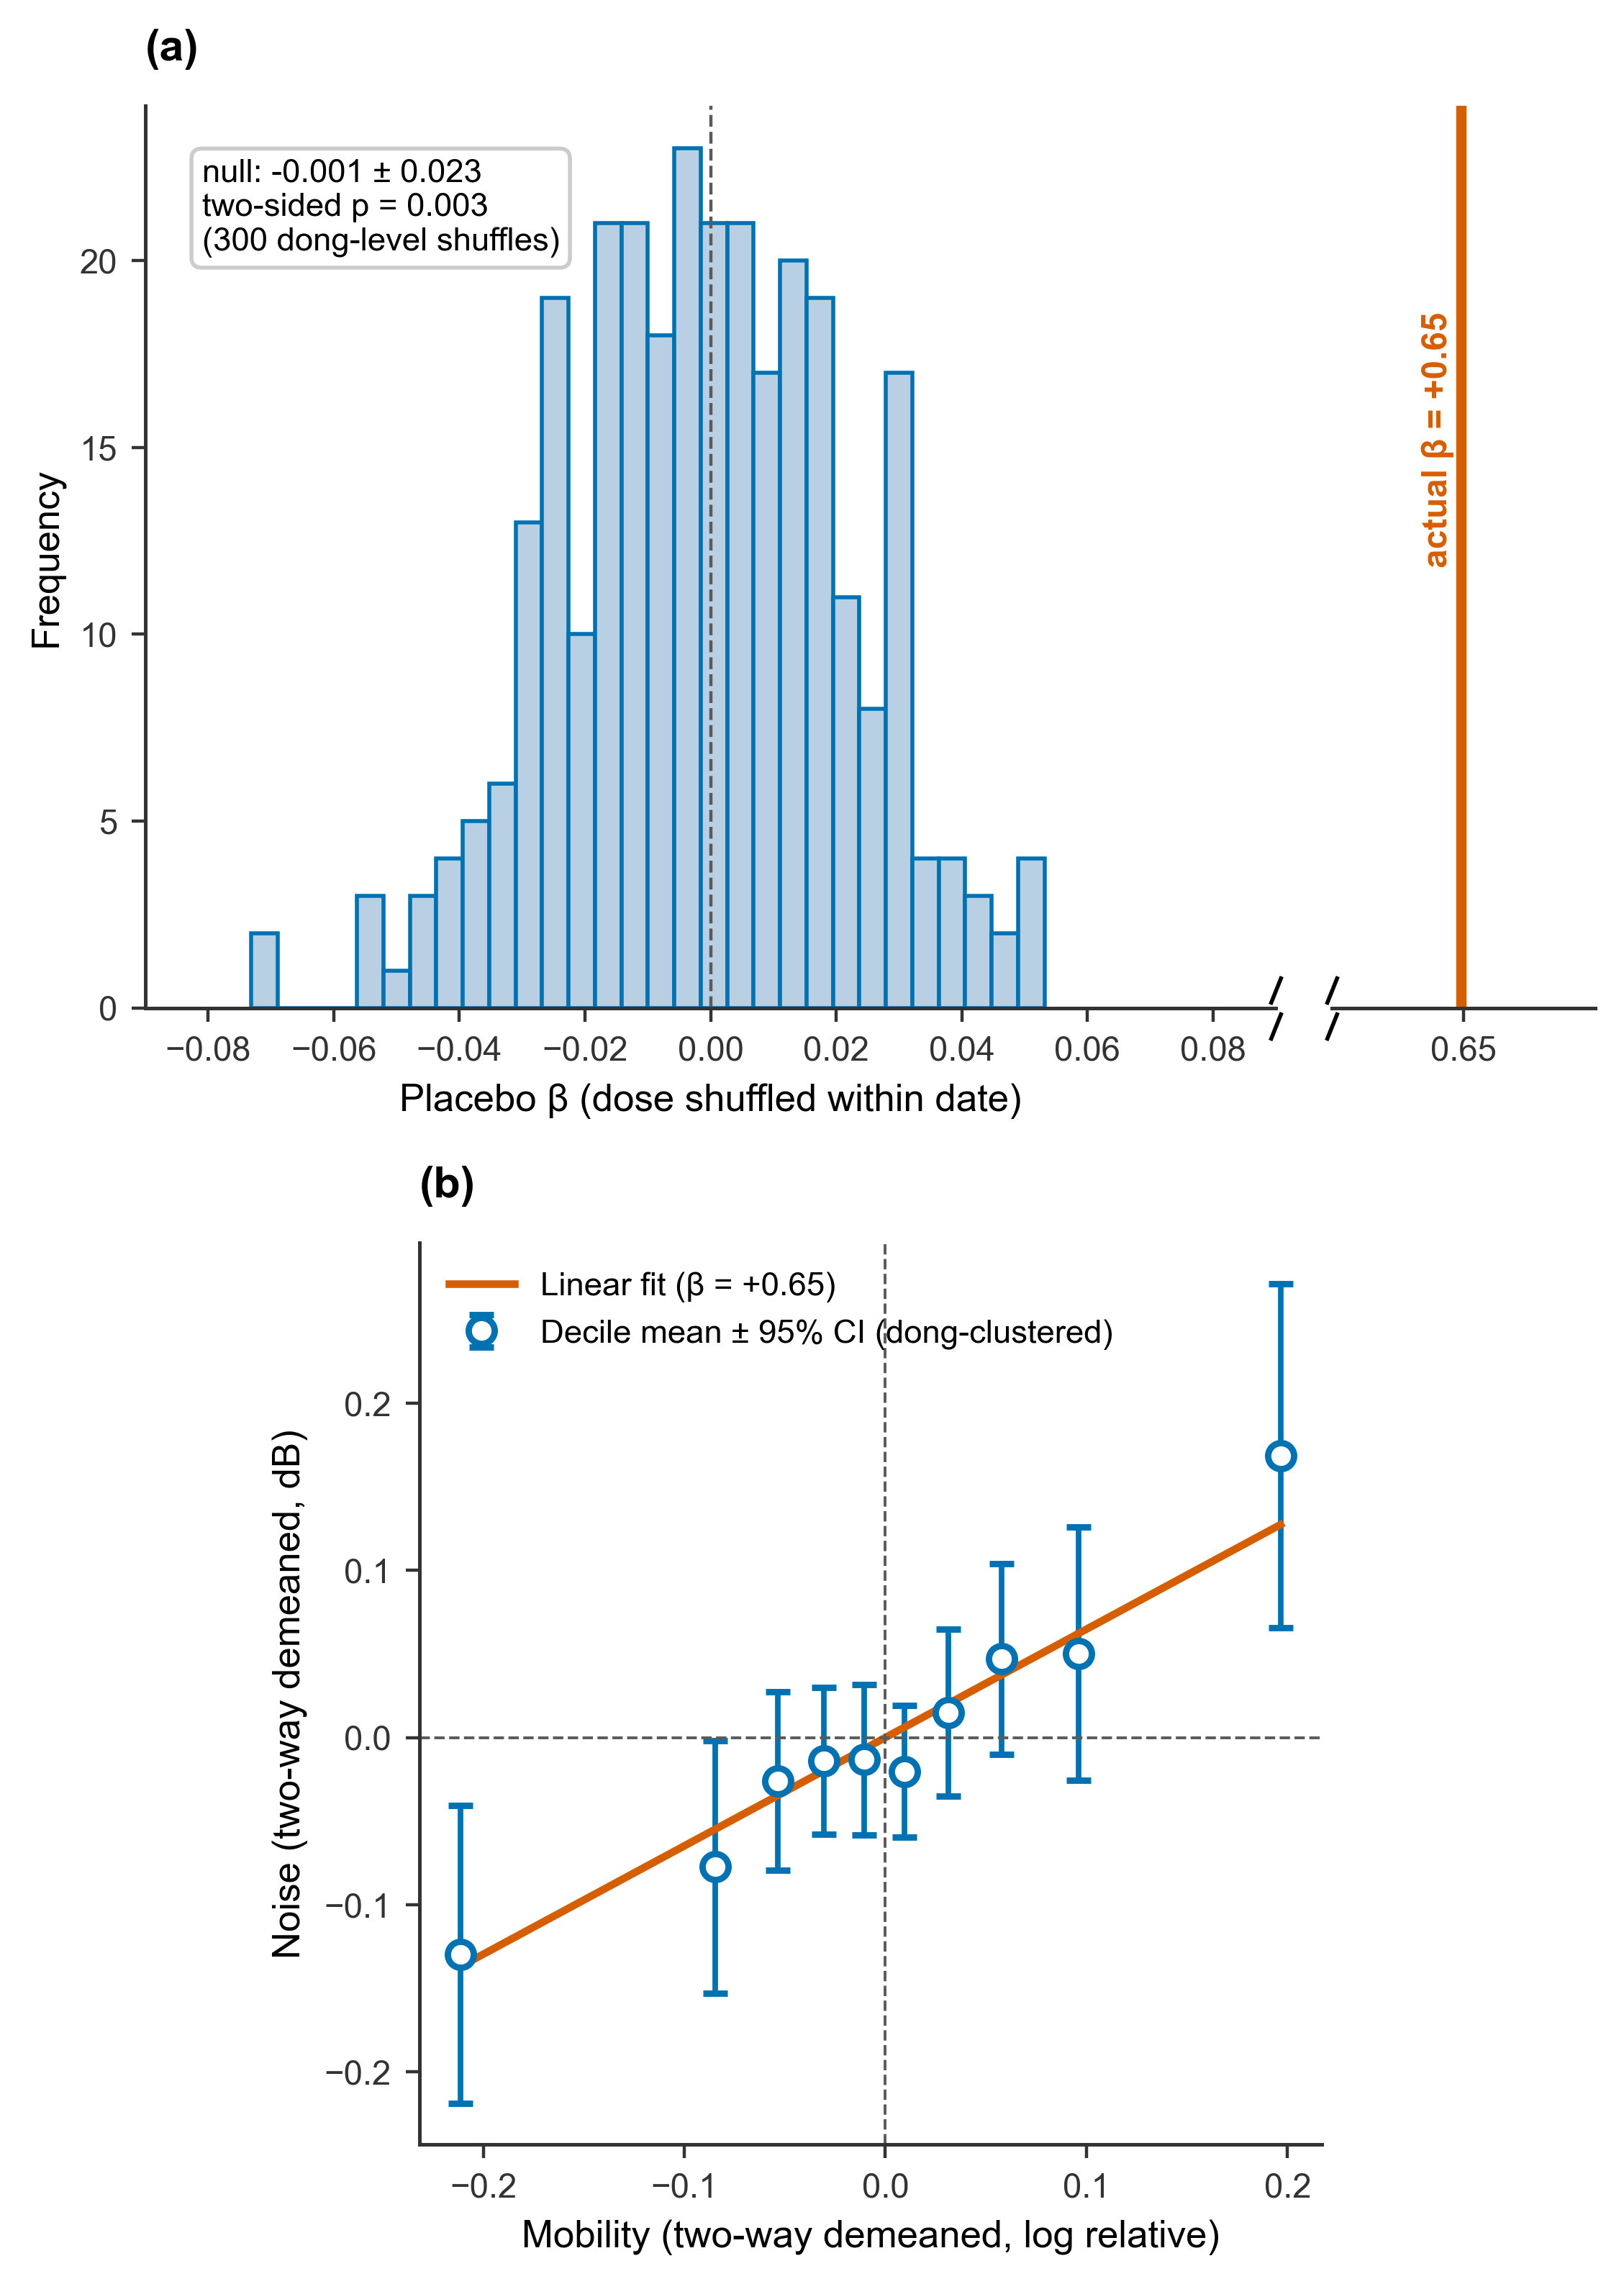 (a)
null: -0.001 ± 0.023
two-sided p = 0.003
(300 dong-level shuffles)
actual β = +0.65
Frequency
20
15
10
5
0
−0.08
−0.06
−0.04
−0.02
0.00
0.02
0.04
0.06
0.08
0.65
Placebo β (dose shuffled within date)
(b)
Linear fit (β = +0.65)
Decile mean ± 95% CI (dong-clustered)
Noise (two-way demeaned, dB)
0.2
0.1
0.0
−0.1
−0.2
−0.2
−0.1
0.0
0.1
0.2
Mobility (two-way demeaned, log relative)